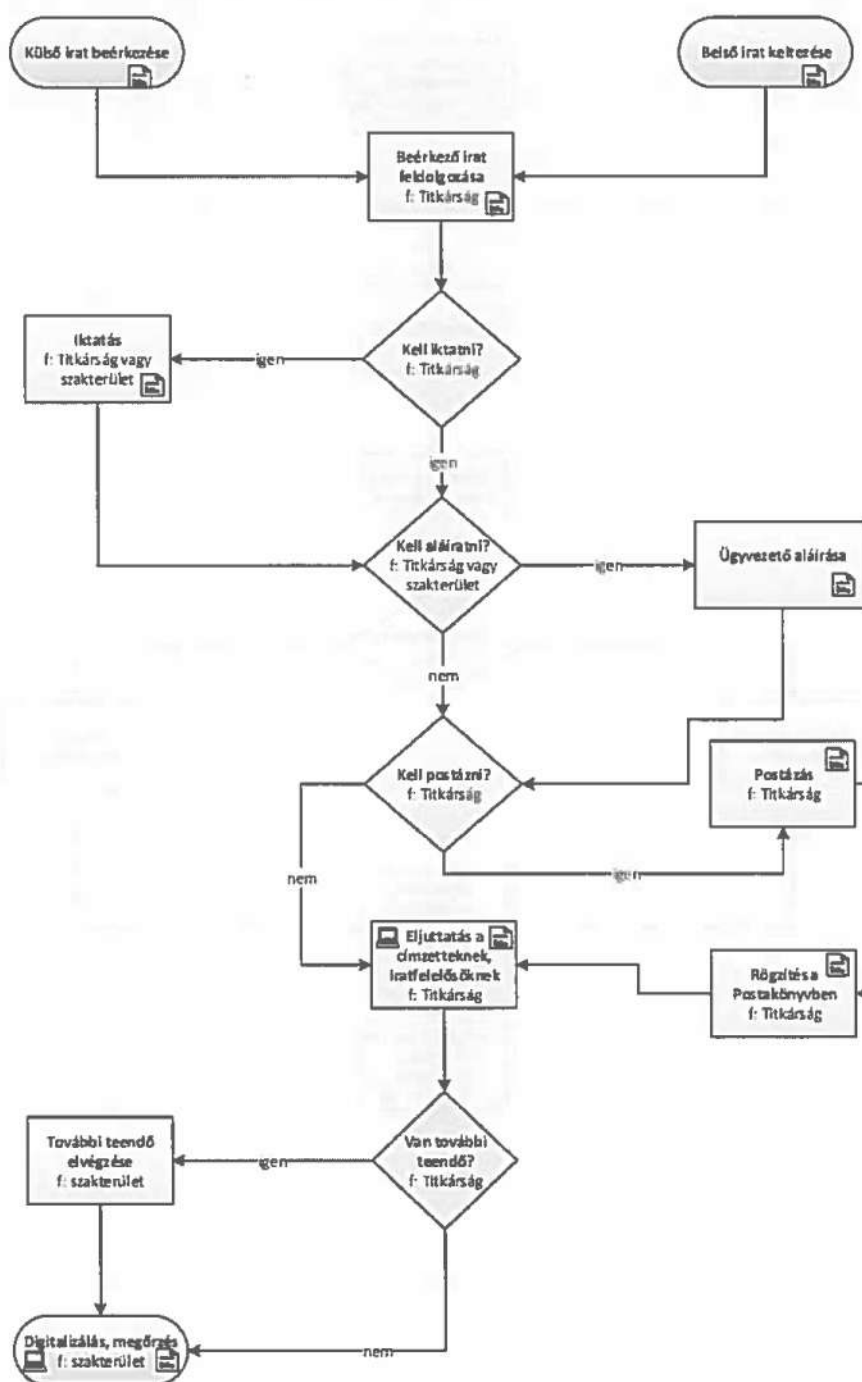 Külső irat beérkezése
Belső irat keltezése
Beérkező irat
feldolgozása
f: Titkárság
Kell iktatni?
f: Titkárság
igen
Iktatás
f: Titkárság vagy
szakterület
igen
Kell aláíratni?
f: Titkárság vagy
szakterület
igen
Ügyvezető aláírása
nem
Kell postázni?
f: Titkárság
Postázás
f: Titkárság
igen
nem
Eljuttatás a
címzetteknek,
iratfelelősöknek
f: Titkárság
Rögzítés a
Postakönyvben
f: Titkárság
Van további
teendő?
f: Titkárság
igen
További teendő
elvégzése
f: szakterület
nem
Digitalizálás, megőrzés
f: szakterület